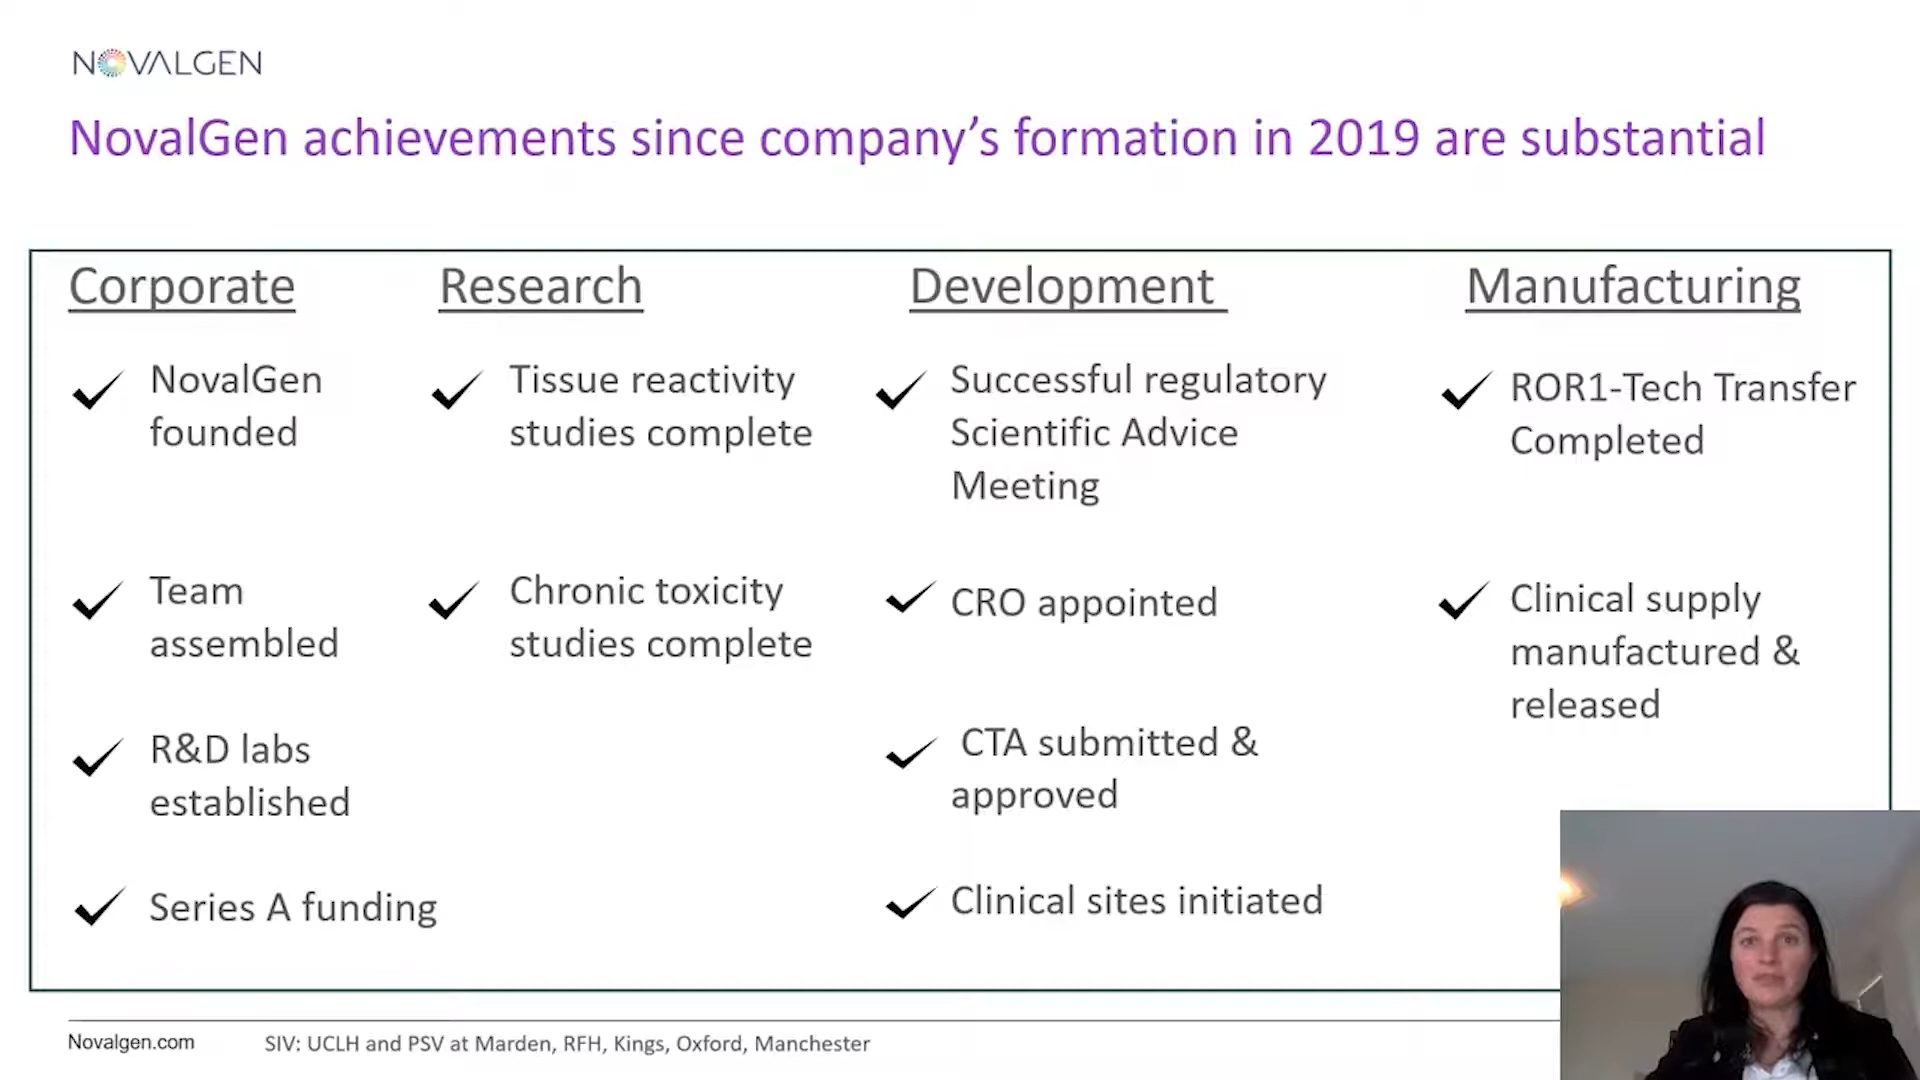 NOVALGEN
NovalGen achievements since company’s formation in 2019 are substantial
Corporate
NovalGen
founded
Team
assembled
R&D labs
established
Series A funding
Research
Tissue reactivity
studies complete
Chronic toxicity
studies complete
Development
Successful regulatory
Scientific Advice
Meeting
CRO appointed
CTA submitted &
approved
Clinical sites initiated
Manufacturing
ROR1-Tech Transfer
Completed
Clinical supply
manufactured &
released
Novalgen.com
SIV: UCLH and PSV at Marden, RFH, Kings, Oxford, Manchester